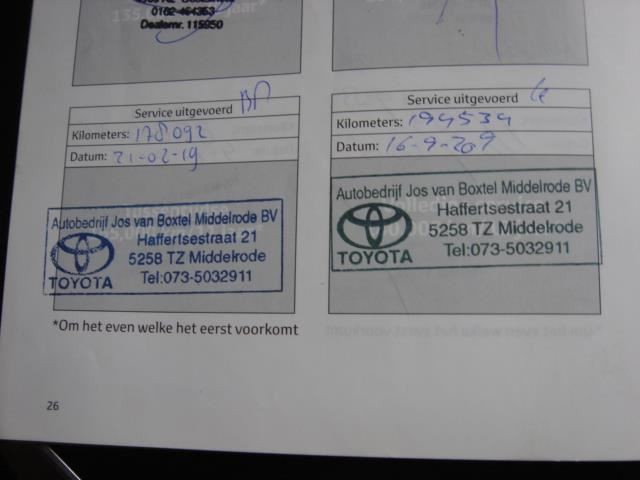 0162-464353
Dealernr. 115950
Service uitgevoerd
Kilometers: 178092
Datum: 21-02-19
Autobedrijf Jos van Boxtel Middelrode BV
Haffertsestraat 21
5258 TZ Middelrode
Tel:073-5032911
TOYOTA
*Om het even welke het eerst voorkomt
26
Service uitgevoerd
Kilometers: 194534
Datum: 16-9-209
Autobedrijf Jos van Boxtel Middelrode BV
Haffertsestraat 21
5258 TZ Middelrode
Tel:073-5032911
TOYOTA